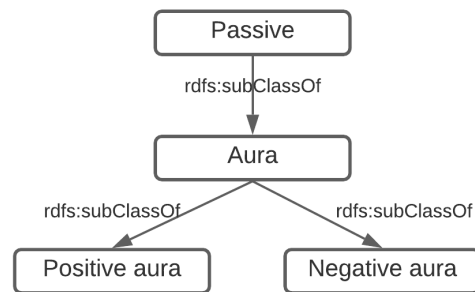 Passive
rdfs:subClassOf
Aura
rdfs:subClassOf
rdfs:subClassOf
Positive aura
Negative aura